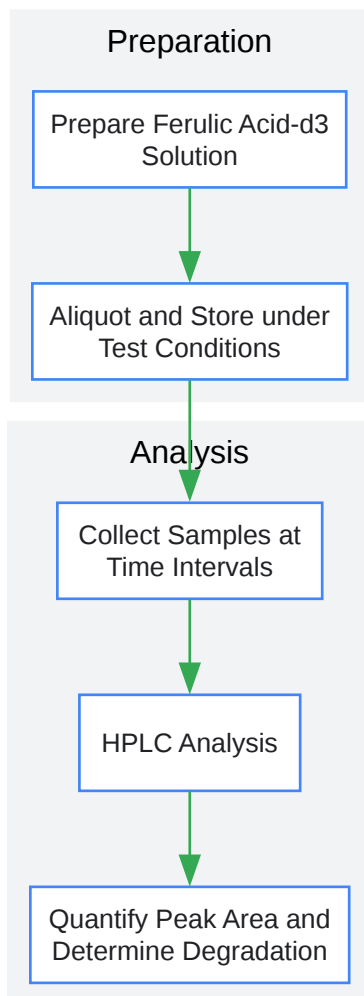 Preparation
Prepare Ferulic Acid-d3
Solution
Aliquot and Store under
Test Conditions
Analysis
Collect Samples at
Time Intervals
HPLC Analysis
Quantify Peak Area and
Determine Degradation